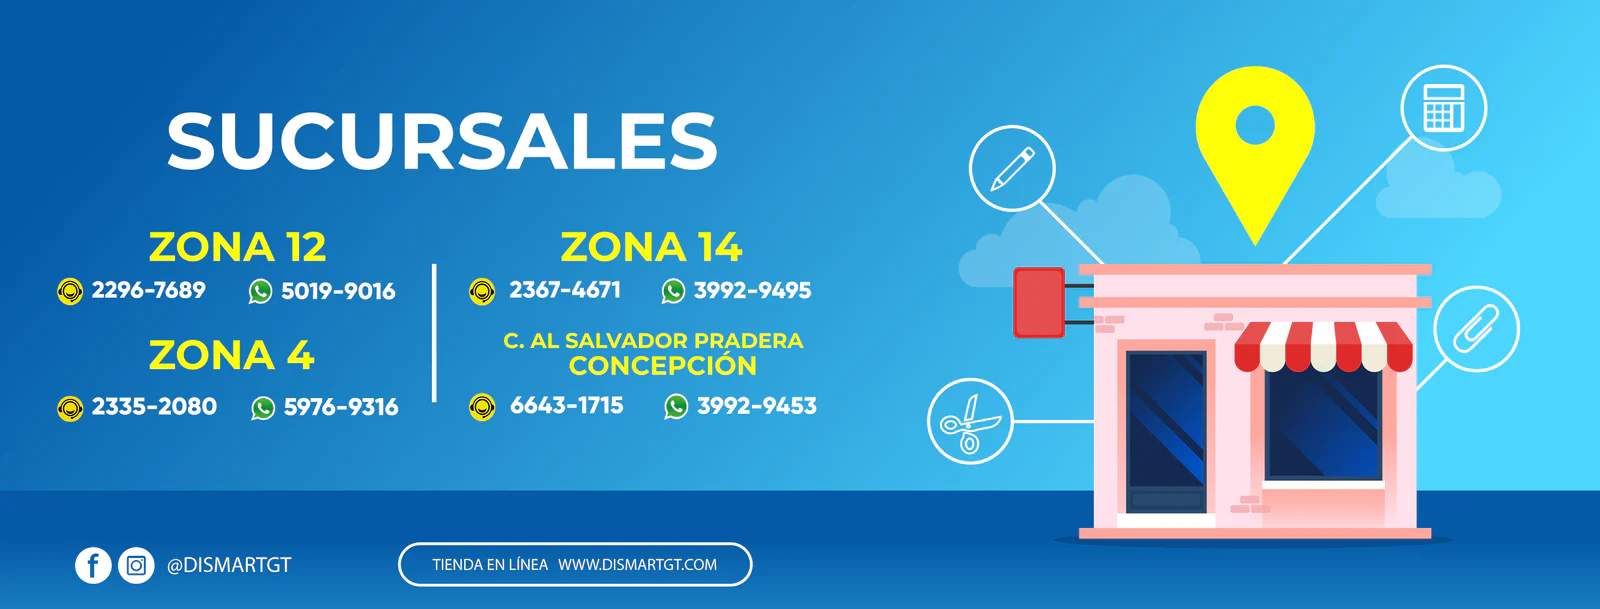 SUCURSALES
ZONA 12
2296-7689 5019-9016
ZONA 4
2335-2080 5976-9316
ZONA 14
2367-4671 3992-9495
C. AL SALVADOR PRADERA
CONCEPCIÓN
6643-1715 3992-9453
@DISMARTGT
TIENDA EN LÍNEA WWW.DISMARTGT.COM